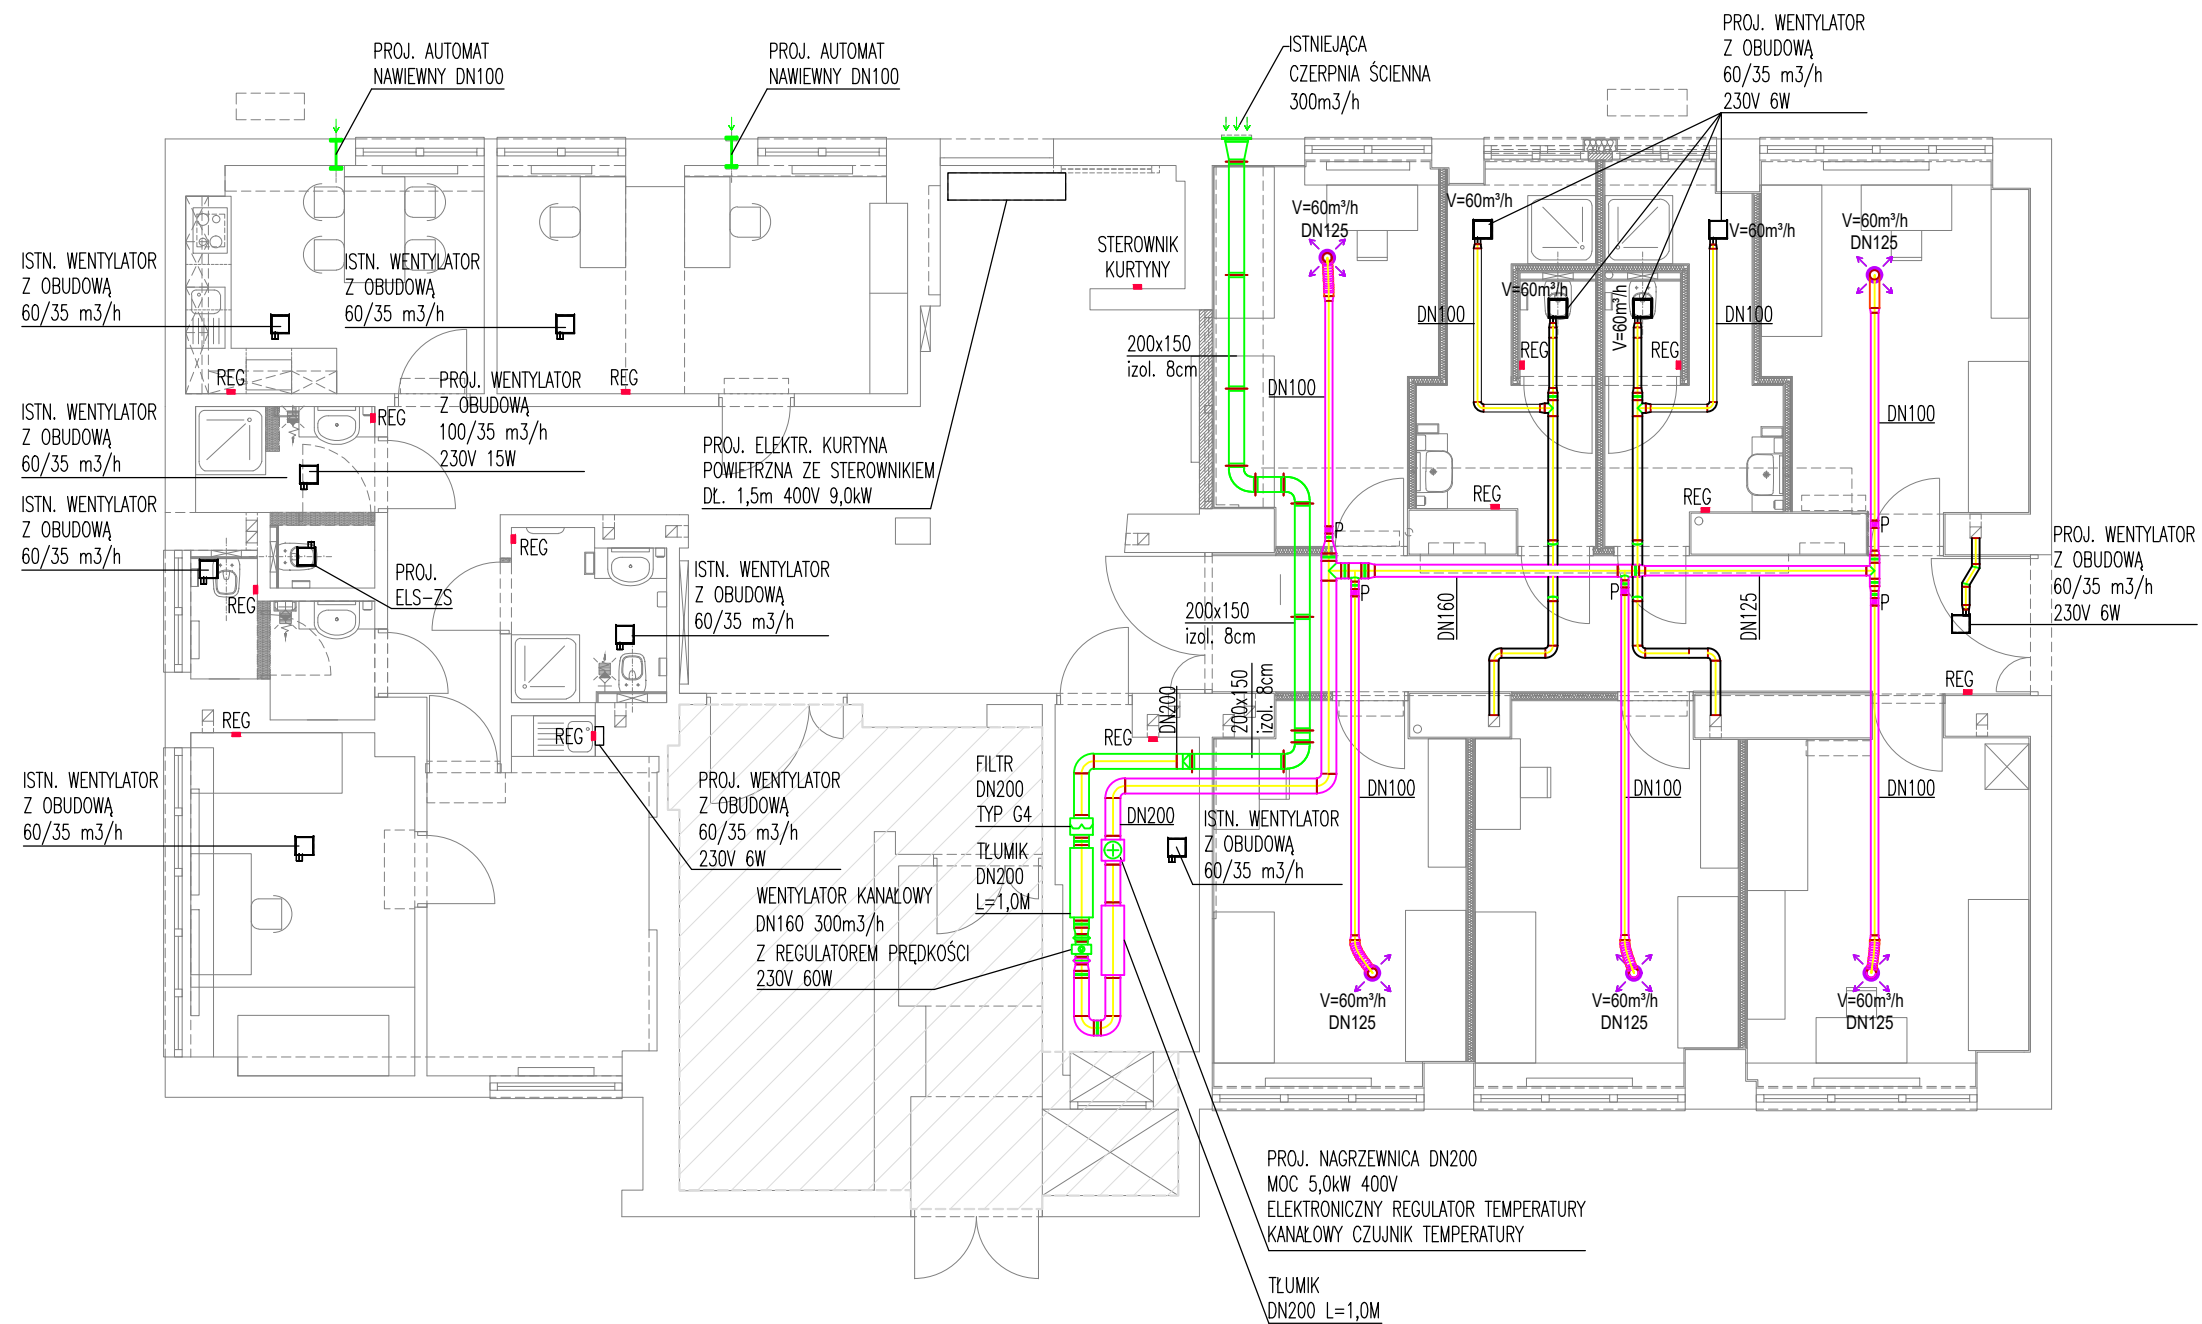 PROJ. AUTOMAT
NAWIEWNY DN100
PROJ. AUTOMAT
NAWIEWNY DN100
ISTNIEJĄCA
CZERPNIA ŚCIENNA
300m3/h
PROJ. WENTYLATOR
Z OBUDOWĄ
60/35 m3/h
230V 6W
V=60m³/h
DN125
V=60m³/h
V=60m³/h
V=60m³/h
DN125
STEROWNIK
KURTYNY
ISTN. WENTYLATOR
Z OBUDOWĄ
60/35 m3/h
ISTN. WENTYLATOR
Z OBUDOWĄ
60/35 m3/h
V=60m³/h
V=60m³/h
DN100
DN100
200x150
izol. 8cm
REG
REG
DN100
DN100
REG
REG
PROJ. WENTYLATOR
Z OBUDOWĄ
100/35 m3/h
230V 15W
REG
ISTN. WENTYLATOR
Z OBUDOWĄ
60/35 m3/h
PROJ. ELEKTR. KURTYNA
POWIETRZNA ZE STEROWNIKIEM
DŁ. 1,5m 400V 9,0kW
ISTN. WENTYLATOR
Z OBUDOWĄ
60/35 m3/h
REG
REG
REG
P
P
PROJ. WENTYLATOR
Z OBUDOWĄ
60/35 m3/h
230V 6W
PROJ.
ELS-ZS
REG
ISTN. WENTYLATOR
Z OBUDOWĄ
60/35 m3/h
P
P
P
200x150
izol. 8cm
DN160
DN125
REG
DN200
200x150
izol. 8cm
REG
REG
REG
ISTN. WENTYLATOR
Z OBUDOWĄ
60/35 m3/h
PROJ. WENTYLATOR
Z OBUDOWĄ
60/35 m3/h
230V 6W
FILTR
DN200
TYP G4
DN200
ISTN. WENTYLATOR
Z OBUDOWĄ
60/35 m3/h
DN100
DN100
DN100
TŁUMIK
DN200
L=1,0M
WENTYLATOR KANAŁOWY
DN160 300m3/h
Z REGULATOREM PRĘDKOŚCI
230V 60W
V=60m³/h
DN125
V=60m³/h
DN125
V=60m³/h
DN125
PROJ. NAGRZEWNICA DN200
MOC 5,0kW 400V
ELEKTRONICZNY REGULATOR TEMPERATURY
KANAŁOWY CZUJNIK TEMPERATURY
TŁUMIK
DN200 L=1,0M